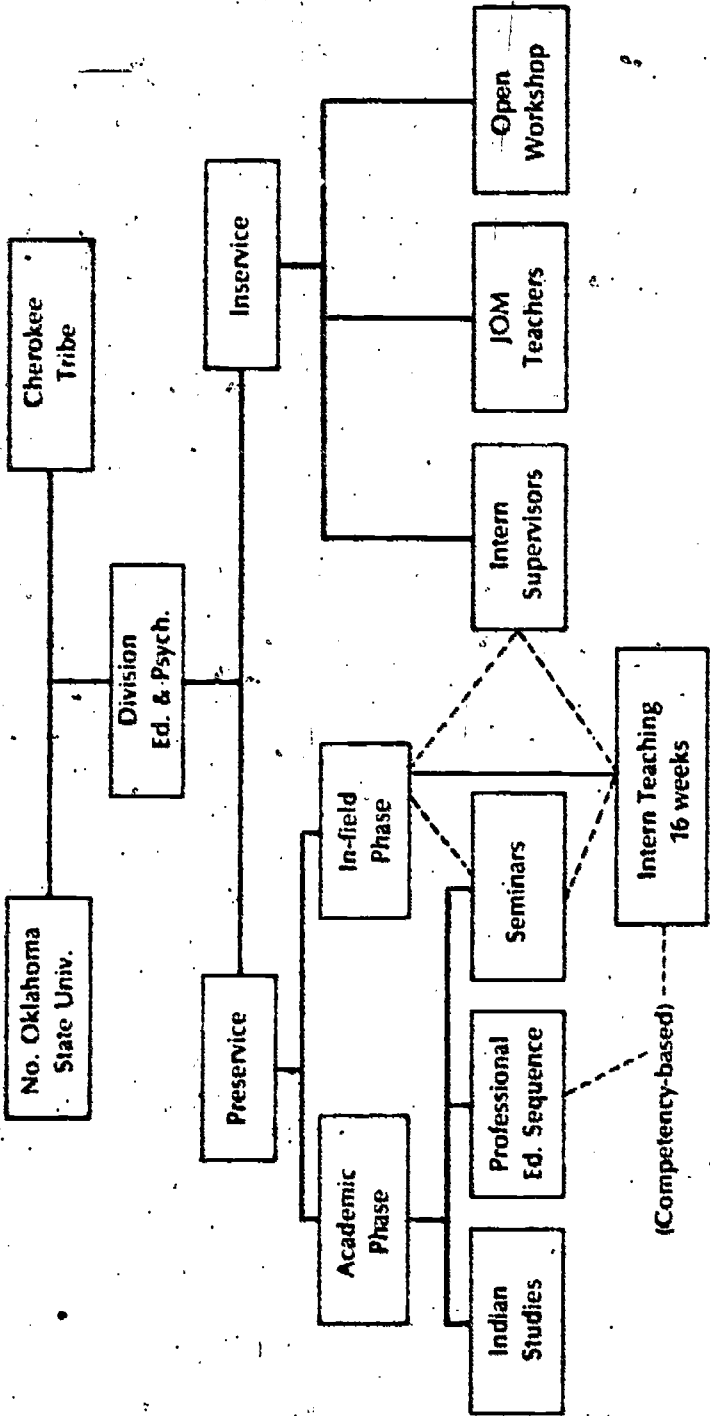 No. Oklahoma
State Univ.
Cherokee
Tribe
Division
Ed. & Psych.
Preservice
Inservice
Academic
Phase
In-field
Phase
Indian
Studies
Professional
Ed. Sequence
Seminars
Intern
Supervisors
JOM
Teachers
Open
Workshop
(Competency-based)
Intern Teaching
16 weeks